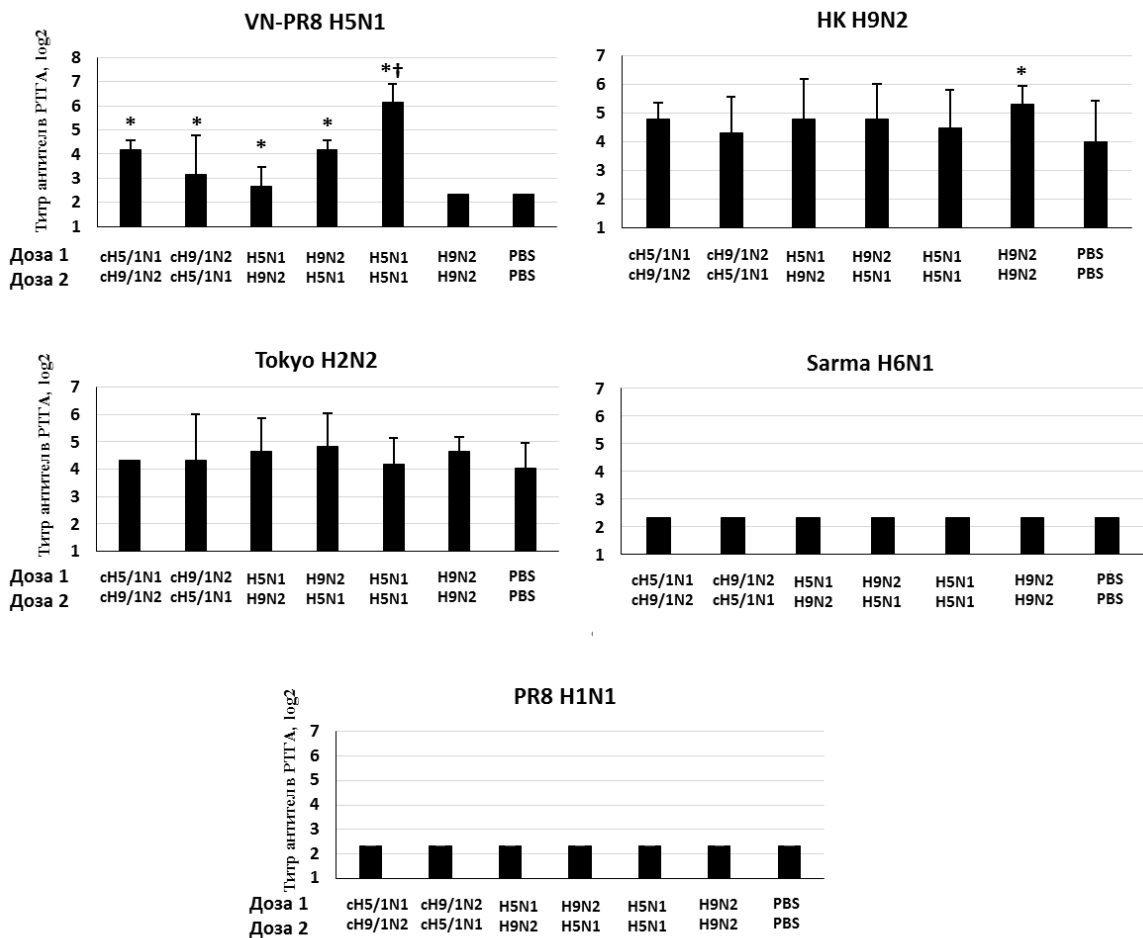 VN-PR8 H5N1
Титр антител в РТГА, log2
8
7
6
5
4
3
2
1
*
*
*
*
*†
Доза 1 cH5/1N1 cH9/1N2 H5N1 H9N2 H5N1 H9N2 PBS
Доза 2 cH9/1N2 cH5/1N1 H9N2 H5N1 H5N1 H9N2 PBS
HK H9N2
8
7
6
5
4
3
2
1
*
cH5/1N1 cH9/1N2 H5N1 H9N2 H5N1 H9N2 PBS
cH9/1N2 cH5/1N1 H9N2 H5N1 H5N1 H9N2 PBS
Tokyo H2N2
Титр антител в РТГА, log2
7
6
5
4
3
2
1
Доза 1 cH5/1N1 cH9/1N2 H5N1 H9N2 H5N1 H9N2 PBS
Доза 2 cH9/1N2 cH5/1N1 H9N2 H5N1 H5N1 H9N2 PBS
Sarma H6N1
7
6
5
4
3
2
1
cH5/1N1 cH9/1N2 H5N1 H9N2 H5N1 H9N2 PBS
cH9/1N2 cH5/1N1 H9N2 H5N1 H5N1 H9N2 PBS
PR8 H1N1
Титр антител в РТГА, log2
7
6
5
4
3
2
1
Доза 1 cH5/1N1 cH9/1N2 H5N1 H9N2 H5N1 H9N2 PBS
Доза 2 cH9/1N2 cH5/1N1 H9N2 H5N1 H5N1 H9N2 PBS